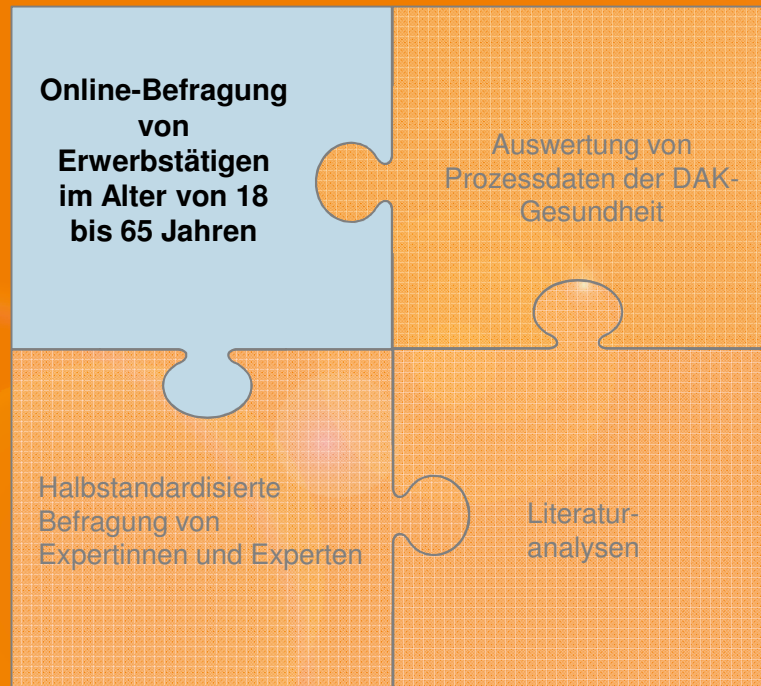 Online-Befragung
von
Erwerbstätigen
im Alter von 18
bis 65 Jahren
Auswertung von
Prozessdaten der DAK-
Gesundheit
Halbstandardisierte
Befragung von
Expertinnen und Experten
Literatur-
analysen